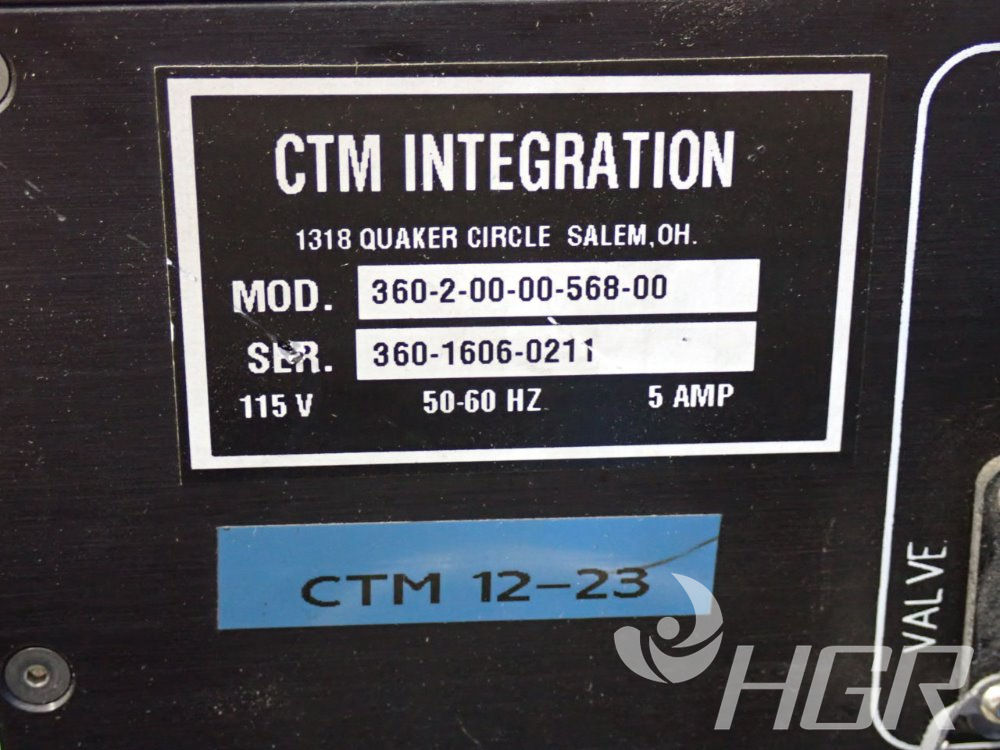 CTM INTEGRATION
1318 QUAKER CIRCLE SALEM, OH.
MOD. 360-2-00-00-568-00
SER. 360-1606-0211
115 V 50-60 HZ 5 AMP
CTM 12-23
VALVE
HGR